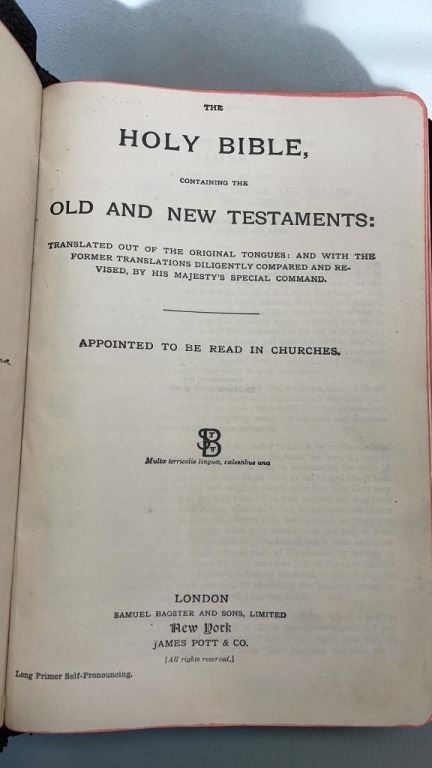 THE
HOLY BIBLE,
CONTAINING THE
OLD AND NEW TESTAMENTS:
TRANSLATED OUT OF THE ORIGINAL TONGUES: AND WITH THE
FORMER TRANSLATIONS DILIGENTLY COMPARED AND RE-
VISED, BY HIS MAJESTY'S SPECIAL COMMAND.
APPOINTED TO BE READ IN CHURCHES.
Multæ terricolis linguæ, cœlestibus una
LONDON
SAMUEL BAGSTER AND SONS, LIMITED
New York
JAMES POTT & CO.
[All rights reserved.]
Long Primer Self-Pronouncing.